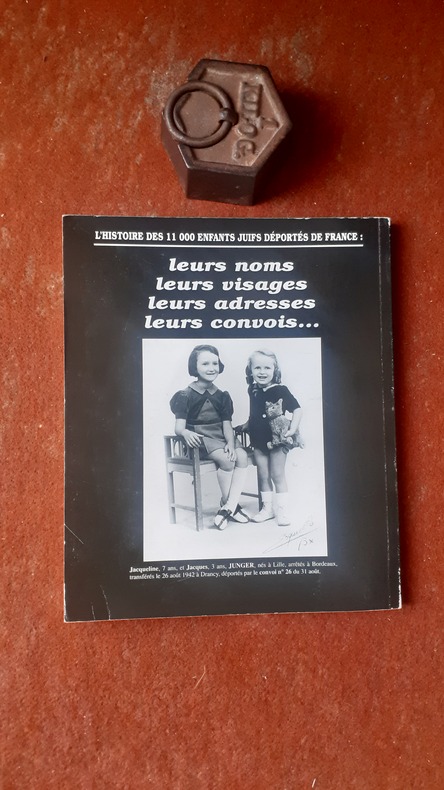 1
KILOG.
L'HISTOIRE DES 11 000 ENFANTS JUIFS DÉPORTÉS DE FRANCE :
leurs noms
leurs visages
leurs adresses
leurs convois...
Jacqueline, 7 ans, et Jacques, 3 ans, JUNGER, nés à Lille, arrêtés à Bordeaux,
transférés le 26 août 1942 à Drancy, déportés par le convoi n° 26 du 31 août.